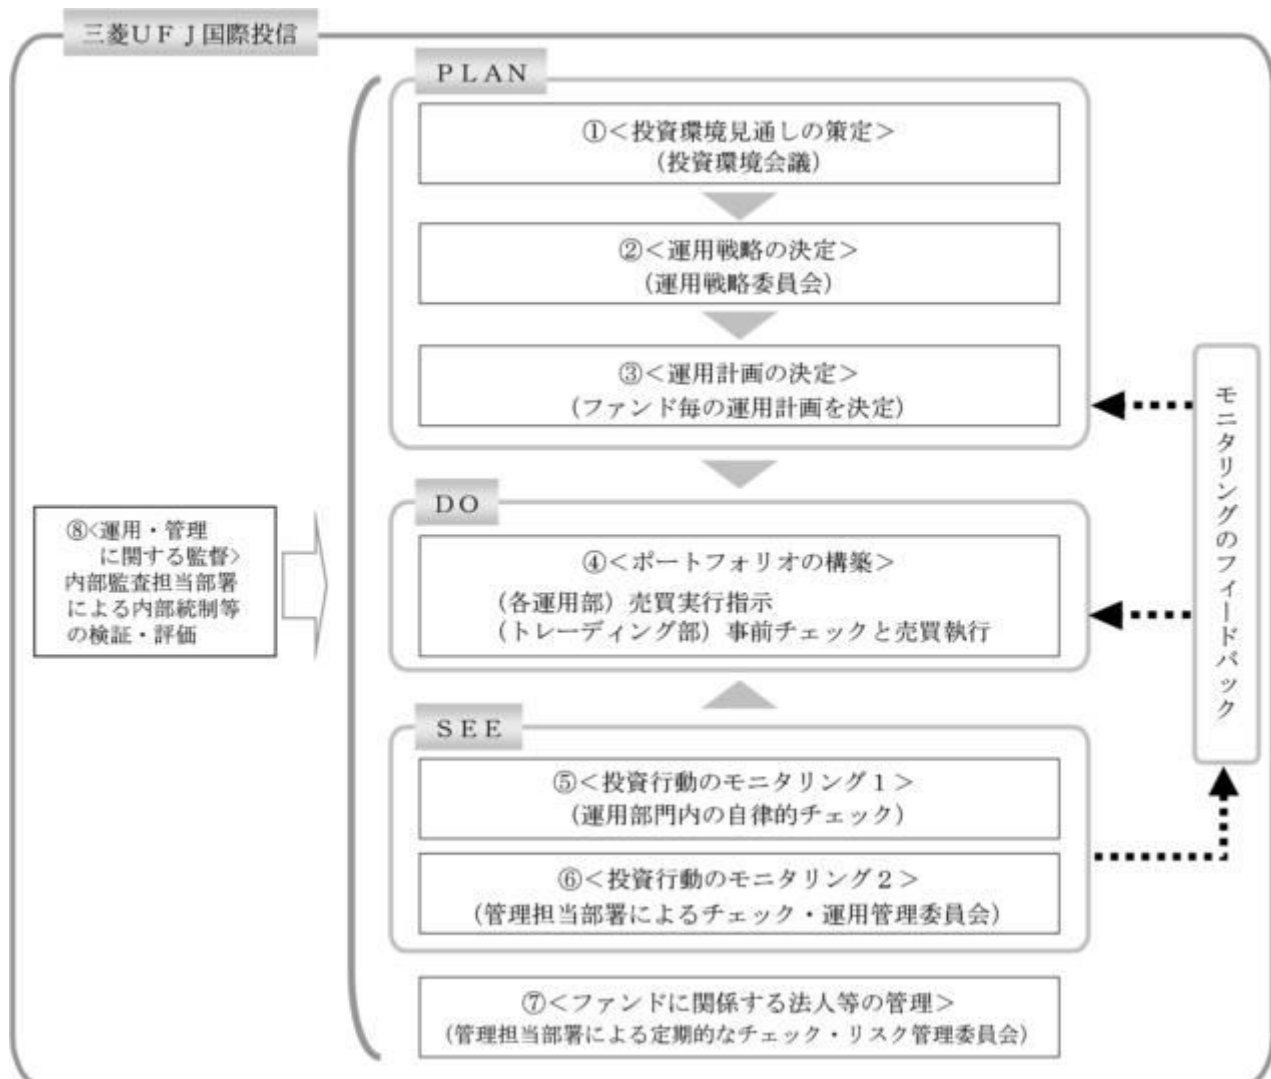 三菱ＵＦＪ国際投信
ＰＬＡＮ
①＜投資環境見通しの策定＞
（投資環境会議）
②＜運用戦略の決定＞
（運用戦略委員会）
③＜運用計画の決定＞
（ファンド毎の運用計画を決定）
ＤＯ
④＜ポートフォリオの構築＞
（各運用部）売買実行指示
（トレーディング部）事前チェックと売買執行
ＳＥＥ
⑤＜投資行動のモニタリング１＞
（運用部門内の自律的チェック）
⑥＜投資行動のモニタリング２＞
（管理担当部署によるチェック・運用管理委員会）
⑦＜ファンドに関係する法人等の管理＞
（管理担当部署による定期的なチェック・リスク管理委員会）
⑧<運用・管理
に関する監督>
内部監査担当部署
による内部統制等
の検証・評価
モニタリングのフィードバック